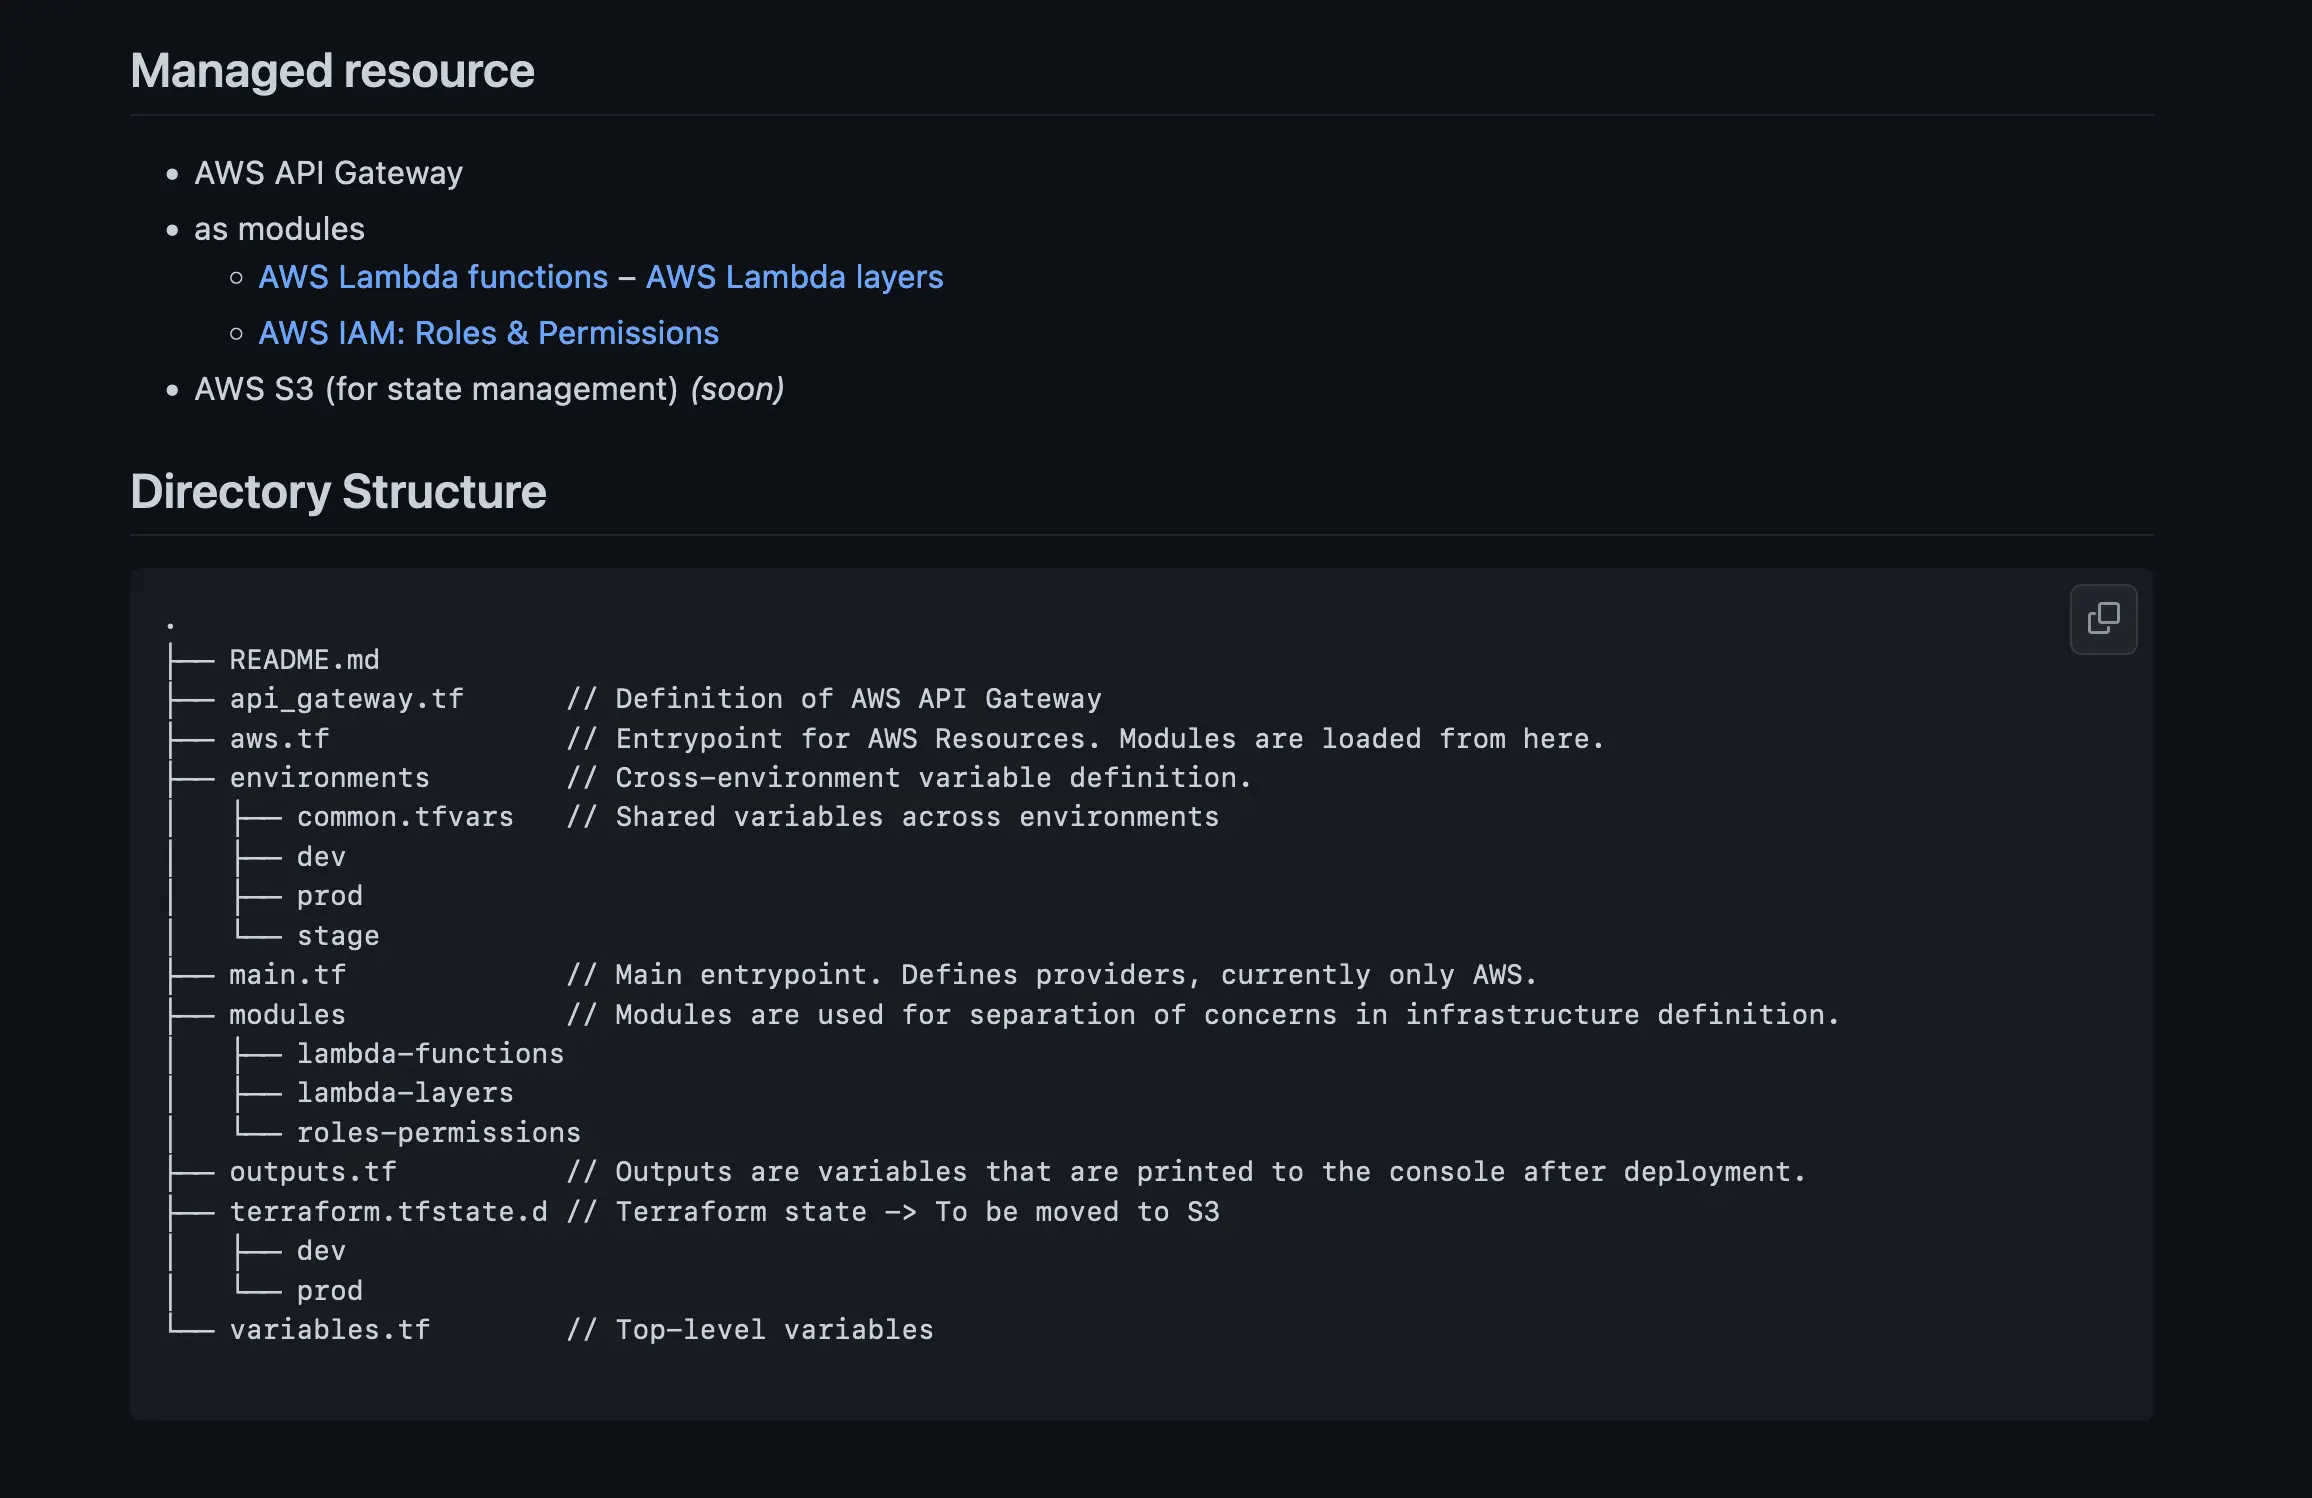 Managed resource
• AWS API Gateway
• as modules
◦ AWS Lambda functions – AWS Lambda layers
◦ AWS IAM: Roles & Permissions
• AWS S3 (for state management) (soon)
Directory Structure
.
├── README.md
├── api_gateway.tf      // Definition of AWS API Gateway
├── aws.tf              // Entrypoint for AWS Resources. Modules are loaded from here.
├── environments        // Cross-environment variable definition.
│   ├── common.tfvars   // Shared variables across environments
│   ├── dev
│   ├── prod
│   └── stage
├── main.tf             // Main entrypoint. Defines providers, currently only AWS.
├── modules             // Modules are used for separation of concerns in infrastructure definition.
│   ├── lambda-functions
│   ├── lambda-layers
│   └── roles-permissions
├── outputs.tf          // Outputs are variables that are printed to the console after deployment.
├── terraform.tfstate.d // Terraform state -> To be moved to S3
│   ├── dev
│   └── prod
└── variables.tf        // Top-level variables